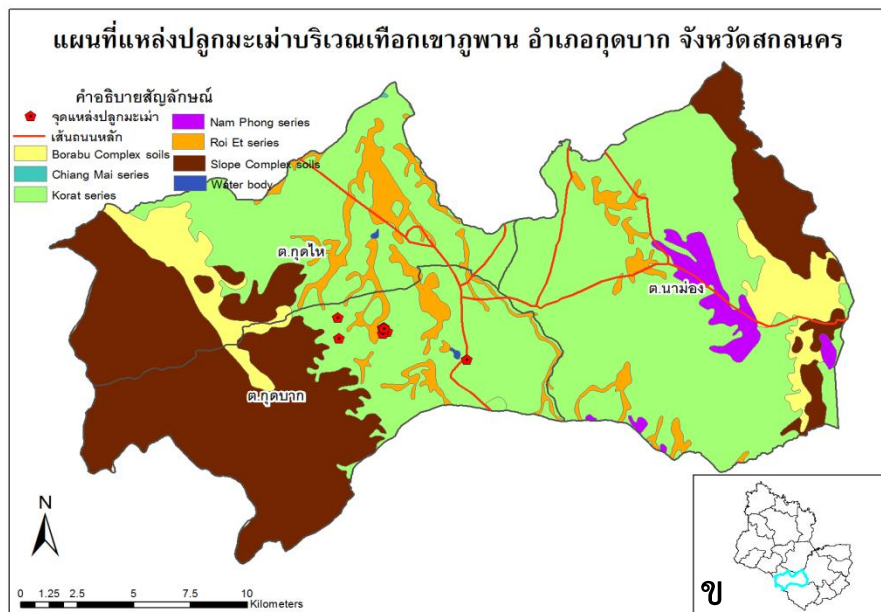 แผนที่แหล่งปลูกมะเม่าบริเวณเทือกเขาภูพาน อำเภอกุดบาก จังหวัดสกลนคร
คำอธิบายสัญลักษณ์
จุดแหล่งปลูกมะเม่า
เส้นถนนหลัก
Borabu Complex soils
Chiang Mai series
Korat series
Nam Phong series
Roi Et series
Slope Complex soils
Water body
ต.กุดไห
ต.นาม่อง
ต.กุดบาก
N
0 1.25 2.5 5 7.5 10
Kilometers
ข